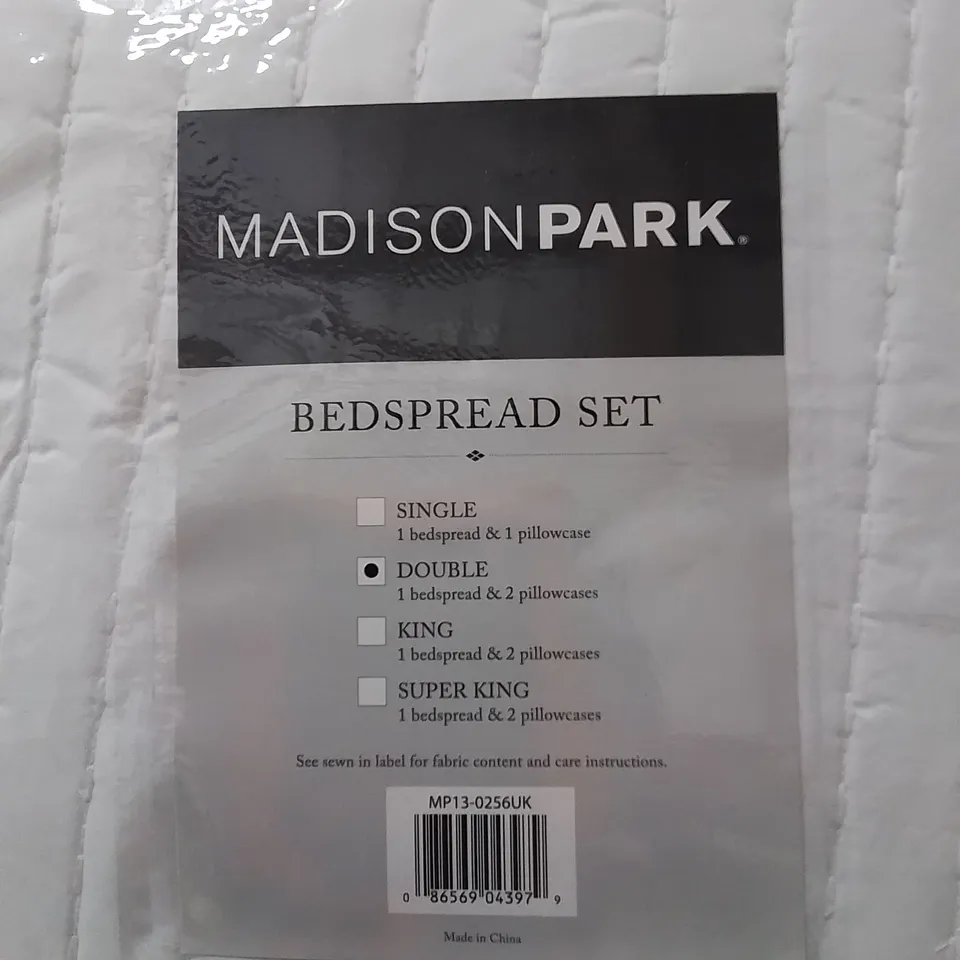 MADISONPARK®
BEDSPREAD SET
SINGLE
1 bedspread & 1 pillowcase
DOUBLE
1 bedspread & 2 pillowcases
KING
1 bedspread & 2 pillowcases
SUPER KING
1 bedspread & 2 pillowcases
See sewn in label for fabric content and care instructions.
MP13-0256UK
0 86569 04397 9
Made in China